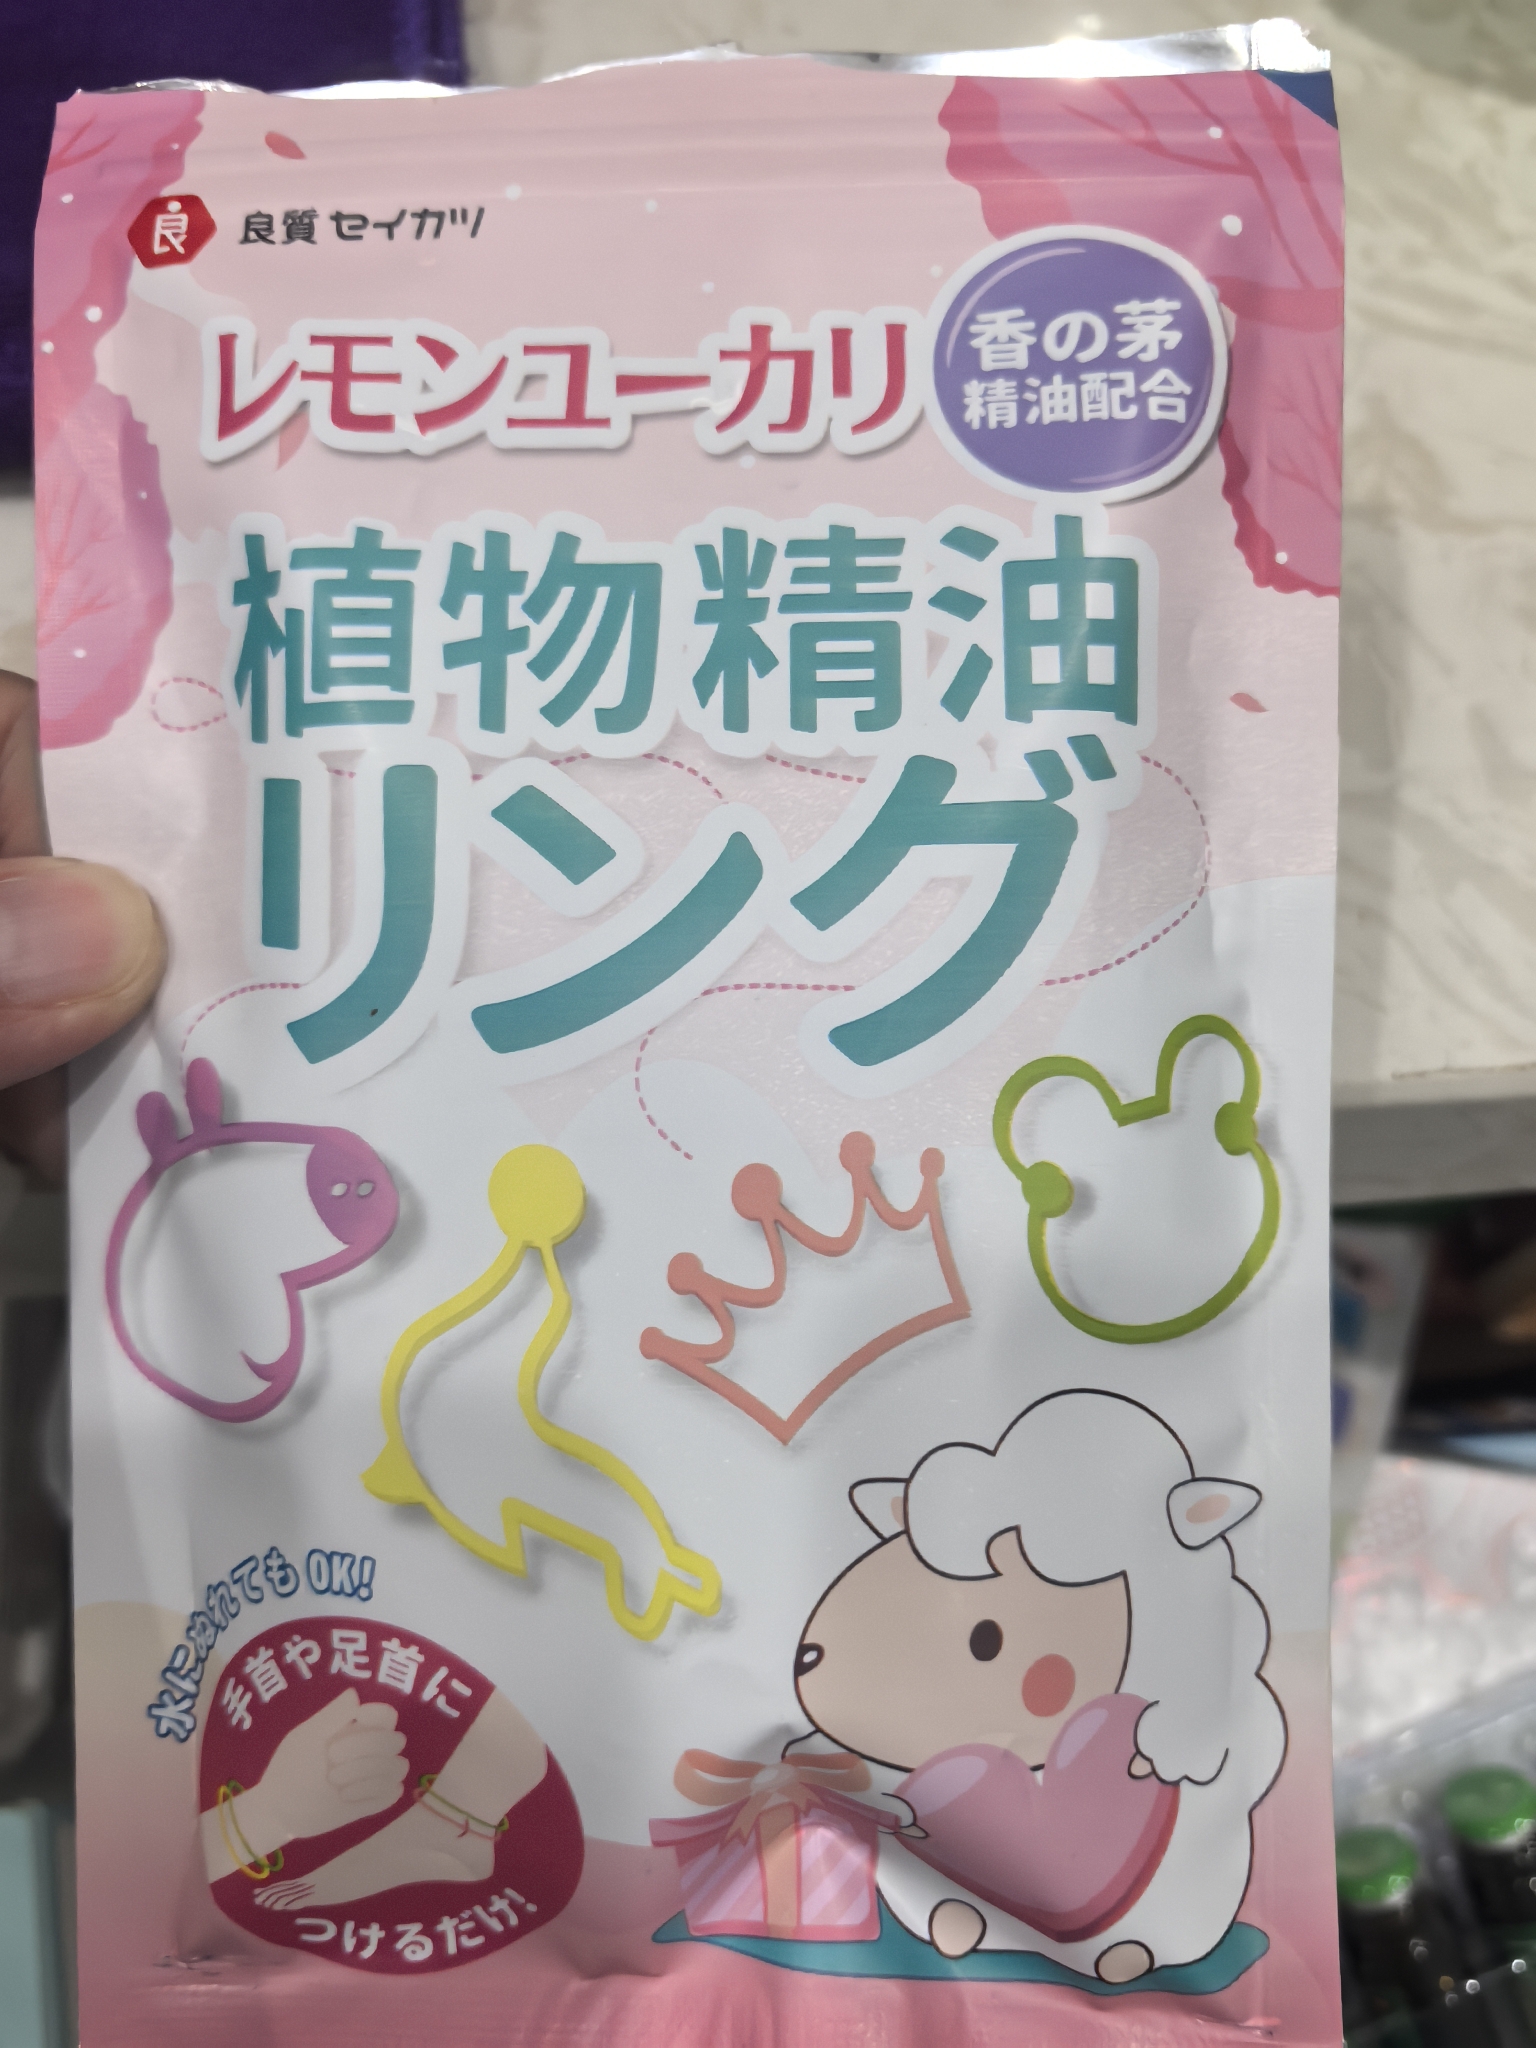 良 良質セイカツ
レモンユーカリ
香の茅
精油配合
植物精油
リング
水にぬれてもOK!
手首や足首に
つけるだけ!